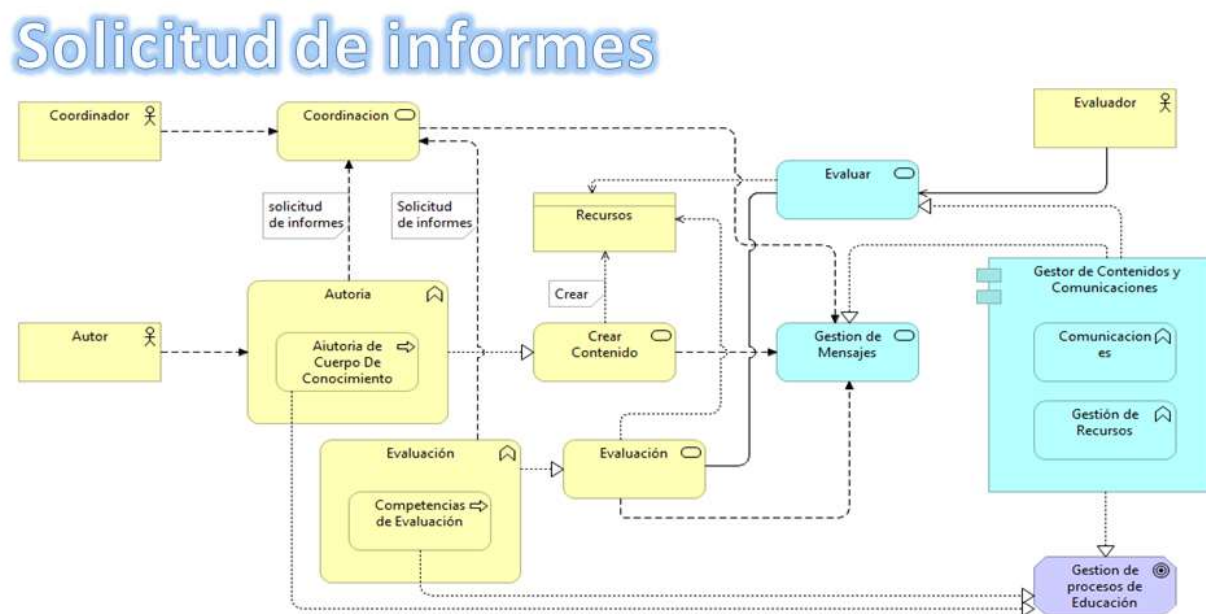 Solicitud de informes
Coordinador
Coordinacion
Evaluador
Evaluar
solicitud
de informes
Solicitud
de informes
Recursos
Gestor de Contenidos y
Comunicaciones
Autoria
Crear
Autor
Aiutoria de
Cuerpo De
Conocimiento
Crear
Contenido
Gestion de
Mensajes
Comunicacion
es
Gestión de
Recursos
Evaluación
Evaluación
Competencias
de Evaluación
Gestion de
procesos de
Educación